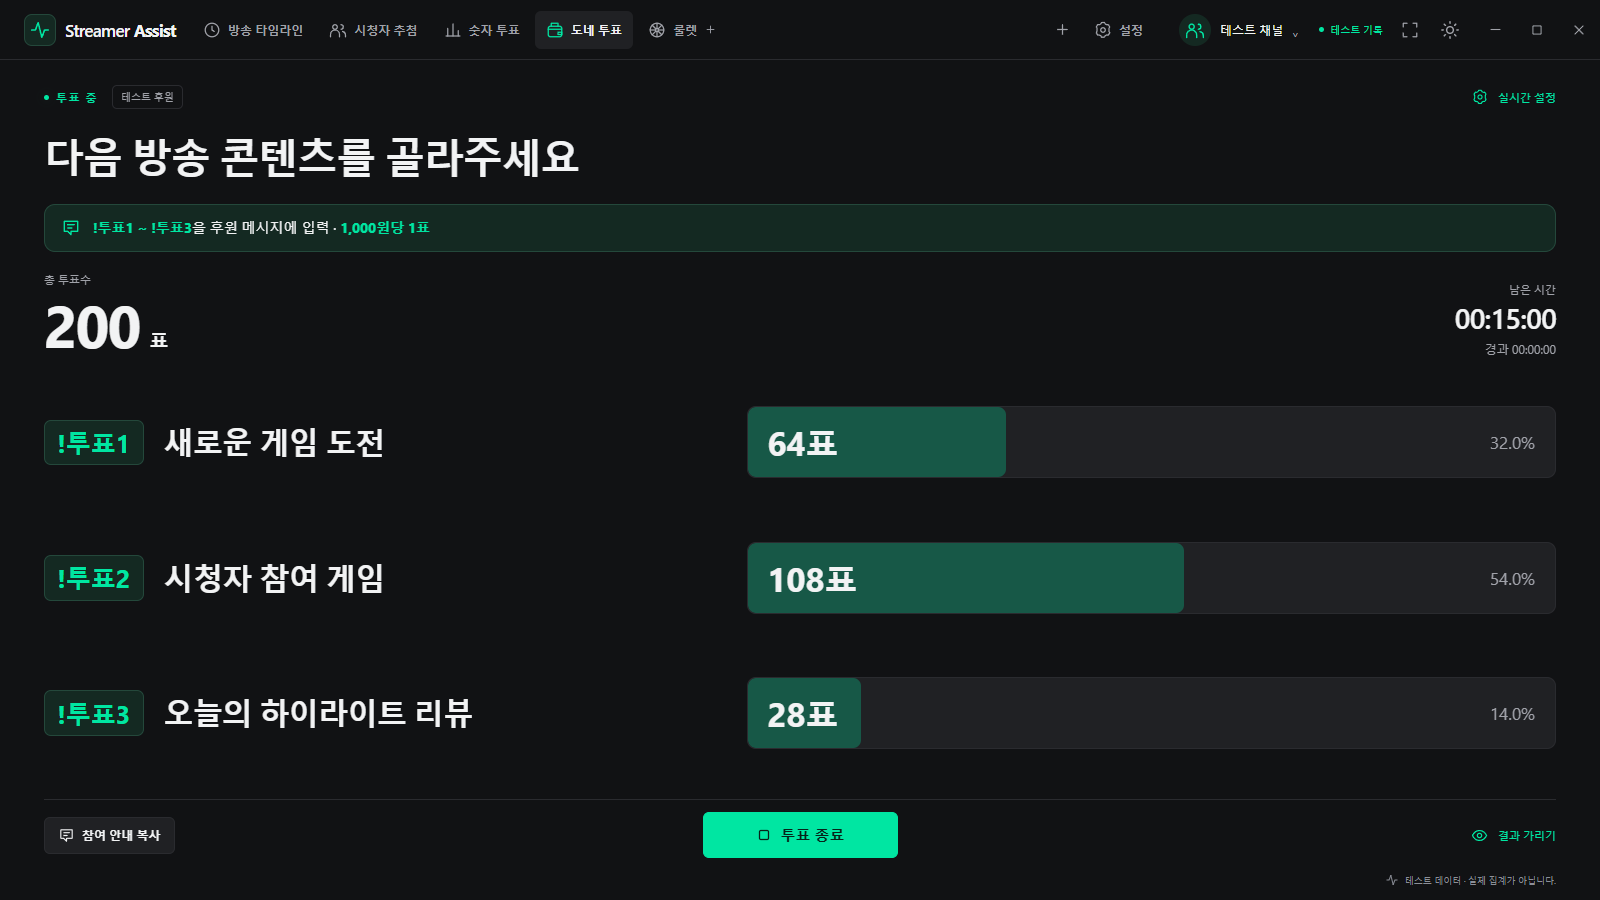 Streamer Assist
방송 타임라인
시청자 추첨
숫자 투표
도네 투표
룰렛 +
+
설정
테스트 채널
테스트 기록
투표 중
테스트 후원
실시간 설정
다음 방송 콘텐츠를 골라주세요
!투표1 ~ !투표3을 후원 메시지에 입력 · 1,000원당 1표
총 투표수
200 표
남은 시간
00:15:00
경과 00:00:00
!투표1 새로운 게임 도전 64표 32.0%
!투표2 시청자 참여 게임 108표 54.0%
!투표3 오늘의 하이라이트 리뷰 28표 14.0%
참여 안내 복사
투표 종료
결과 가리기
테스트 데이터 · 실제 집계가 아닙니다.